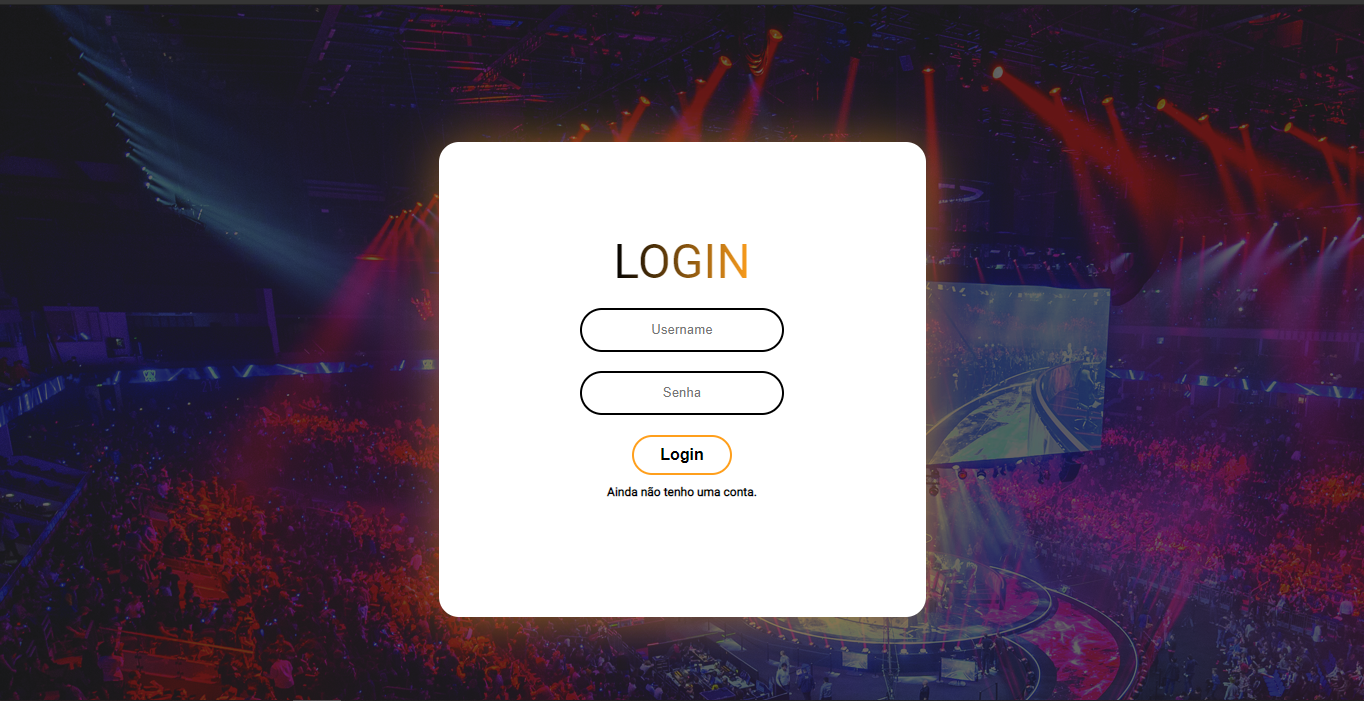 LOGIN
Username
Senha
Login
Ainda não tenho uma conta.